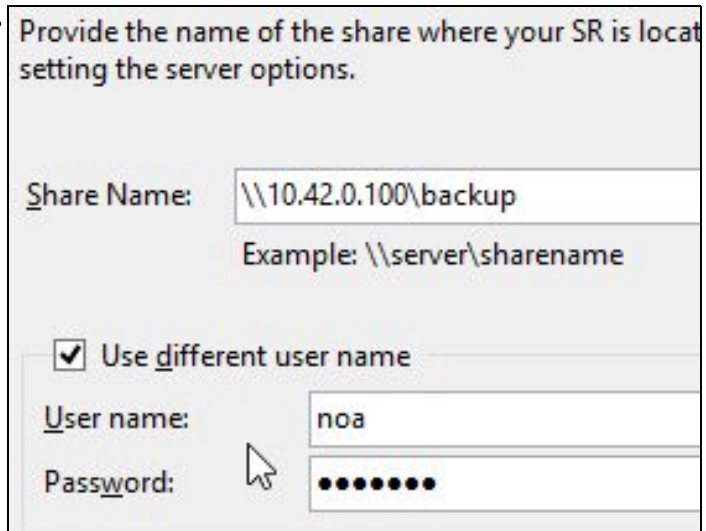 Provide the name of the share where your SR is locat
setting the server options.
Share Name: \\10.42.0.100\backup
Example: \\server\sharename
Use different user name
User name: noa
Password: ●●●●●●●